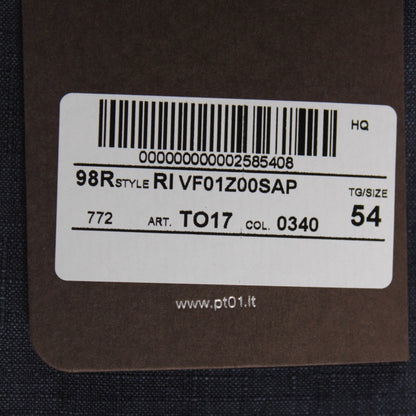 HQ
000000000002585408
98R STYLE RI VF01Z00SAP
TG/SIZE
772 ART. TO17 COL. 0340 54
www.pt01.it